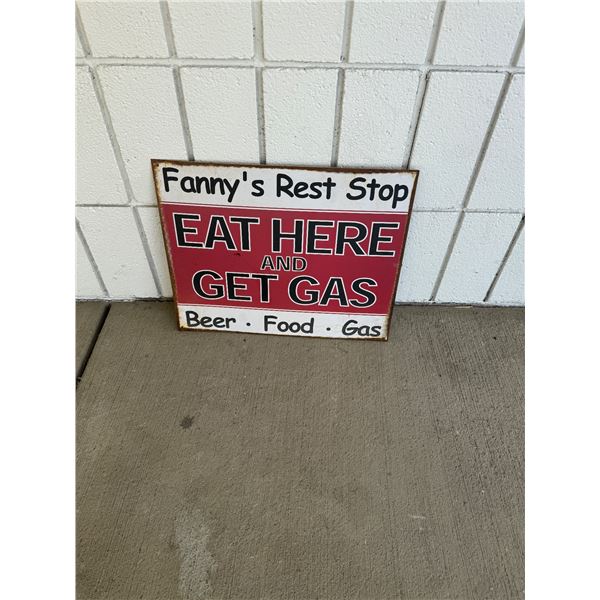 Fanny's Rest Stop
EAT HERE
AND
GET GAS
Beer · Food · Gas